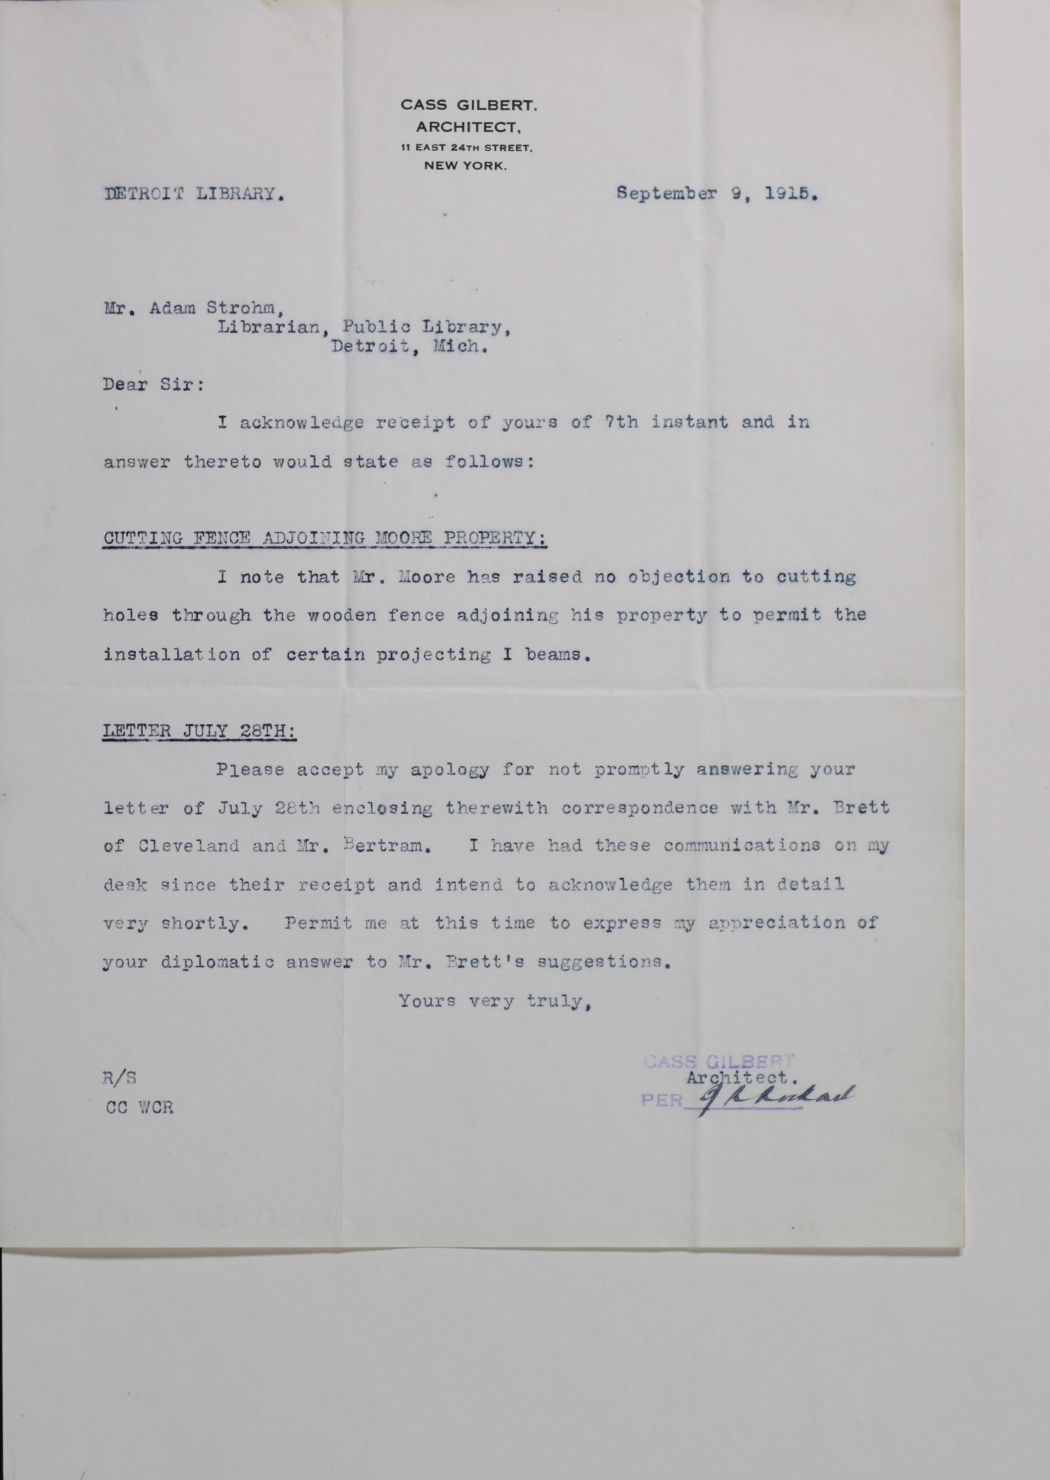 CASS GILBERT.
ARCHITECT,
11 EAST 24TH STREET,
NEW YORK.
DETROIT LIBRARY. September 9, 1915.
Mr. Adam Strohm,
Librarian, Public Library,
Detroit, Mich.
Dear Sir:
I acknowledge receipt of yours of 7th instant and in
answer thereto would state as follows:
CUTTING FENCE ADJOINING MOORE PROPERTY:
I note that Mr. Moore has raised no objection to cutting
holes through the wooden fence adjoining his property to permit the
installation of certain projecting I beams.
LETTER JULY 28TH:
Please accept my apology for not promptly answering your
letter of July 28th enclosing therewith correspondence with Mr. Brett
of Cleveland and Mr. Bertram. I have had these communications on my
desk since their receipt and intend to acknowledge them in detail
very shortly. Permit me at this time to express my appreciation of
your diplomatic answer to Mr. Brett's suggestions.
Yours very truly,
CASS GILBERT
R/S Architect.
PER
CC WCR